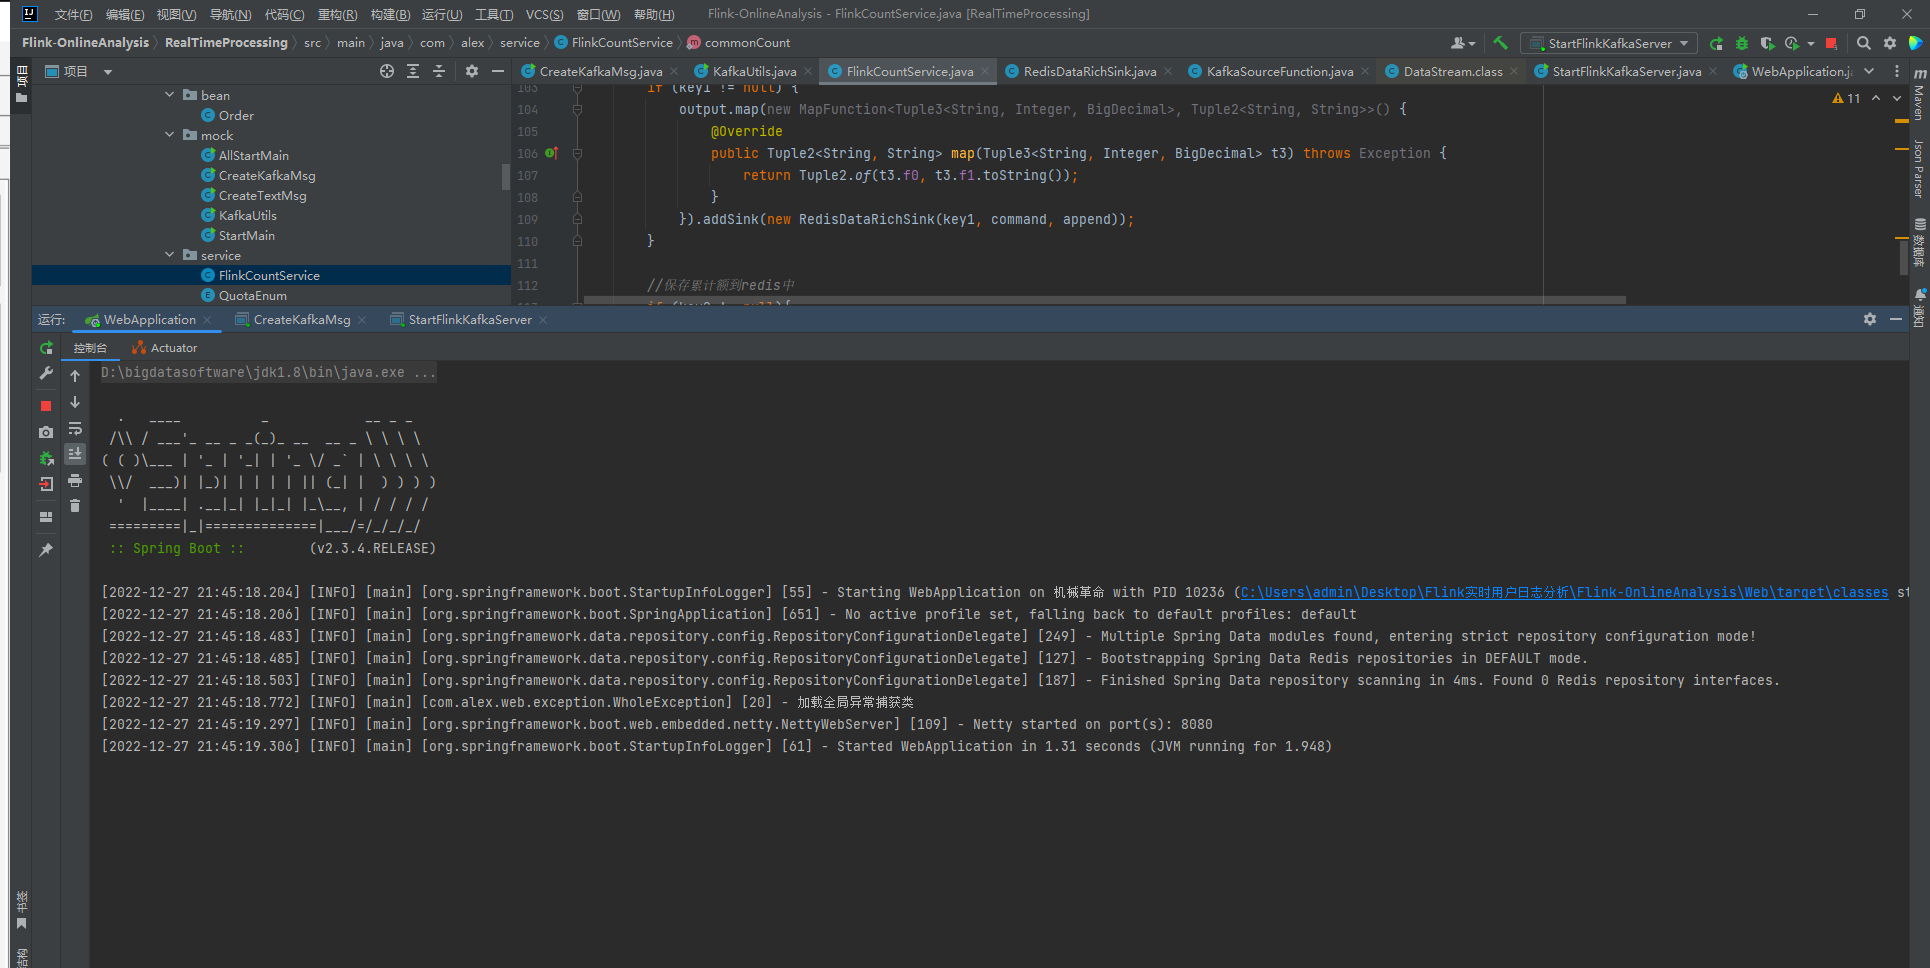 文件(F) 编辑(E) 视图(V) 导航(N) 代码(C) 重构(R) 构建(B) 运行(U) 工具(T) VCS(S) 窗口(W) 帮助(H) Flink-OnlineAnalysis - FlinkCountService.java [RealTimeProcessing]
Flink-OnlineAnalysis RealTimeProcessing src main java com alex service FlinkCountService commonCount StartFlinkKafkaServer
项目 CreateKafkaMsg.java KafkaUtils.java FlinkCountService.java RedisDataRichSink.java KafkaSourceFunction.java DataStream.class StartFlinkKafkaServer.java WebApplication.j
项目
bean
Order
mock
AllStartMain
CreateKafkaMsg
CreateTextMsg
KafkaUtils
StartMain
service
FlinkCountService
QuotaEnum
11
103 if (key1 != null) {
104 output.map(new MapFunction<Tuple3<String, Integer, BigDecimal>, Tuple2<String, String>>() {
105 @Override
106 public Tuple2<String, String> map(Tuple3<String, Integer, BigDecimal> t3) throws Exception {
107 return Tuple2.of(t3.f0, t3.f1.toString());
108 }
109 }).addSink(new RedisDataRichSink(key1, command, append));
110 }
111
112 //保存累计额到redis中
Maven
Json Parser
数据库
通知
运行: WebApplication CreateKafkaMsg StartFlinkKafkaServer
控制台 Actuator
D:\bigdatasoftware\jdk1.8\bin\java.exe ...
  .   ____          _            __ _ _
 /\\ / ___'_ __ _ _(_)_ __  __ _ \ \ \ \
( ( )\___ | '_ | '_| | '_ \/ _` | \ \ \ \
 \\/  ___)| |_)| | | | | || (_| |  ) ) ) )
  '  |____| .__|_| |_|_| |_\__, | / / / /
 =========|_|==============|___/=/_/_/_/
 :: Spring Boot ::        (v2.3.4.RELEASE)
[2022-12-27 21:45:18.204] [INFO] [main] [org.springframework.boot.StartupInfoLogger] [55] - Starting WebApplication on 机械革命 with PID 10236 (C:\Users\admin\Desktop\Flink实时用户日志分析\Flink-OnlineAnalysis\Web\target\classes st
[2022-12-27 21:45:18.206] [INFO] [main] [org.springframework.boot.SpringApplication] [651] - No active profile set, falling back to default profiles: default
[2022-12-27 21:45:18.483] [INFO] [main] [org.springframework.data.repository.config.RepositoryConfigurationDelegate] [249] - Multiple Spring Data modules found, entering strict repository configuration mode!
[2022-12-27 21:45:18.485] [INFO] [main] [org.springframework.data.repository.config.RepositoryConfigurationDelegate] [127] - Bootstrapping Spring Data Redis repositories in DEFAULT mode.
[2022-12-27 21:45:18.503] [INFO] [main] [org.springframework.data.repository.config.RepositoryConfigurationDelegate] [187] - Finished Spring Data repository scanning in 4ms. Found 0 Redis repository interfaces.
[2022-12-27 21:45:18.772] [INFO] [main] [com.alex.web.exception.WholeException] [20] - 加载全局异常捕获类
[2022-12-27 21:45:19.297] [INFO] [main] [org.springframework.boot.web.embedded.netty.NettyWebServer] [109] - Netty started on port(s): 8080
[2022-12-27 21:45:19.306] [INFO] [main] [org.springframework.boot.StartupInfoLogger] [61] - Started WebApplication in 1.31 seconds (JVM running for 1.948)
书签
结构